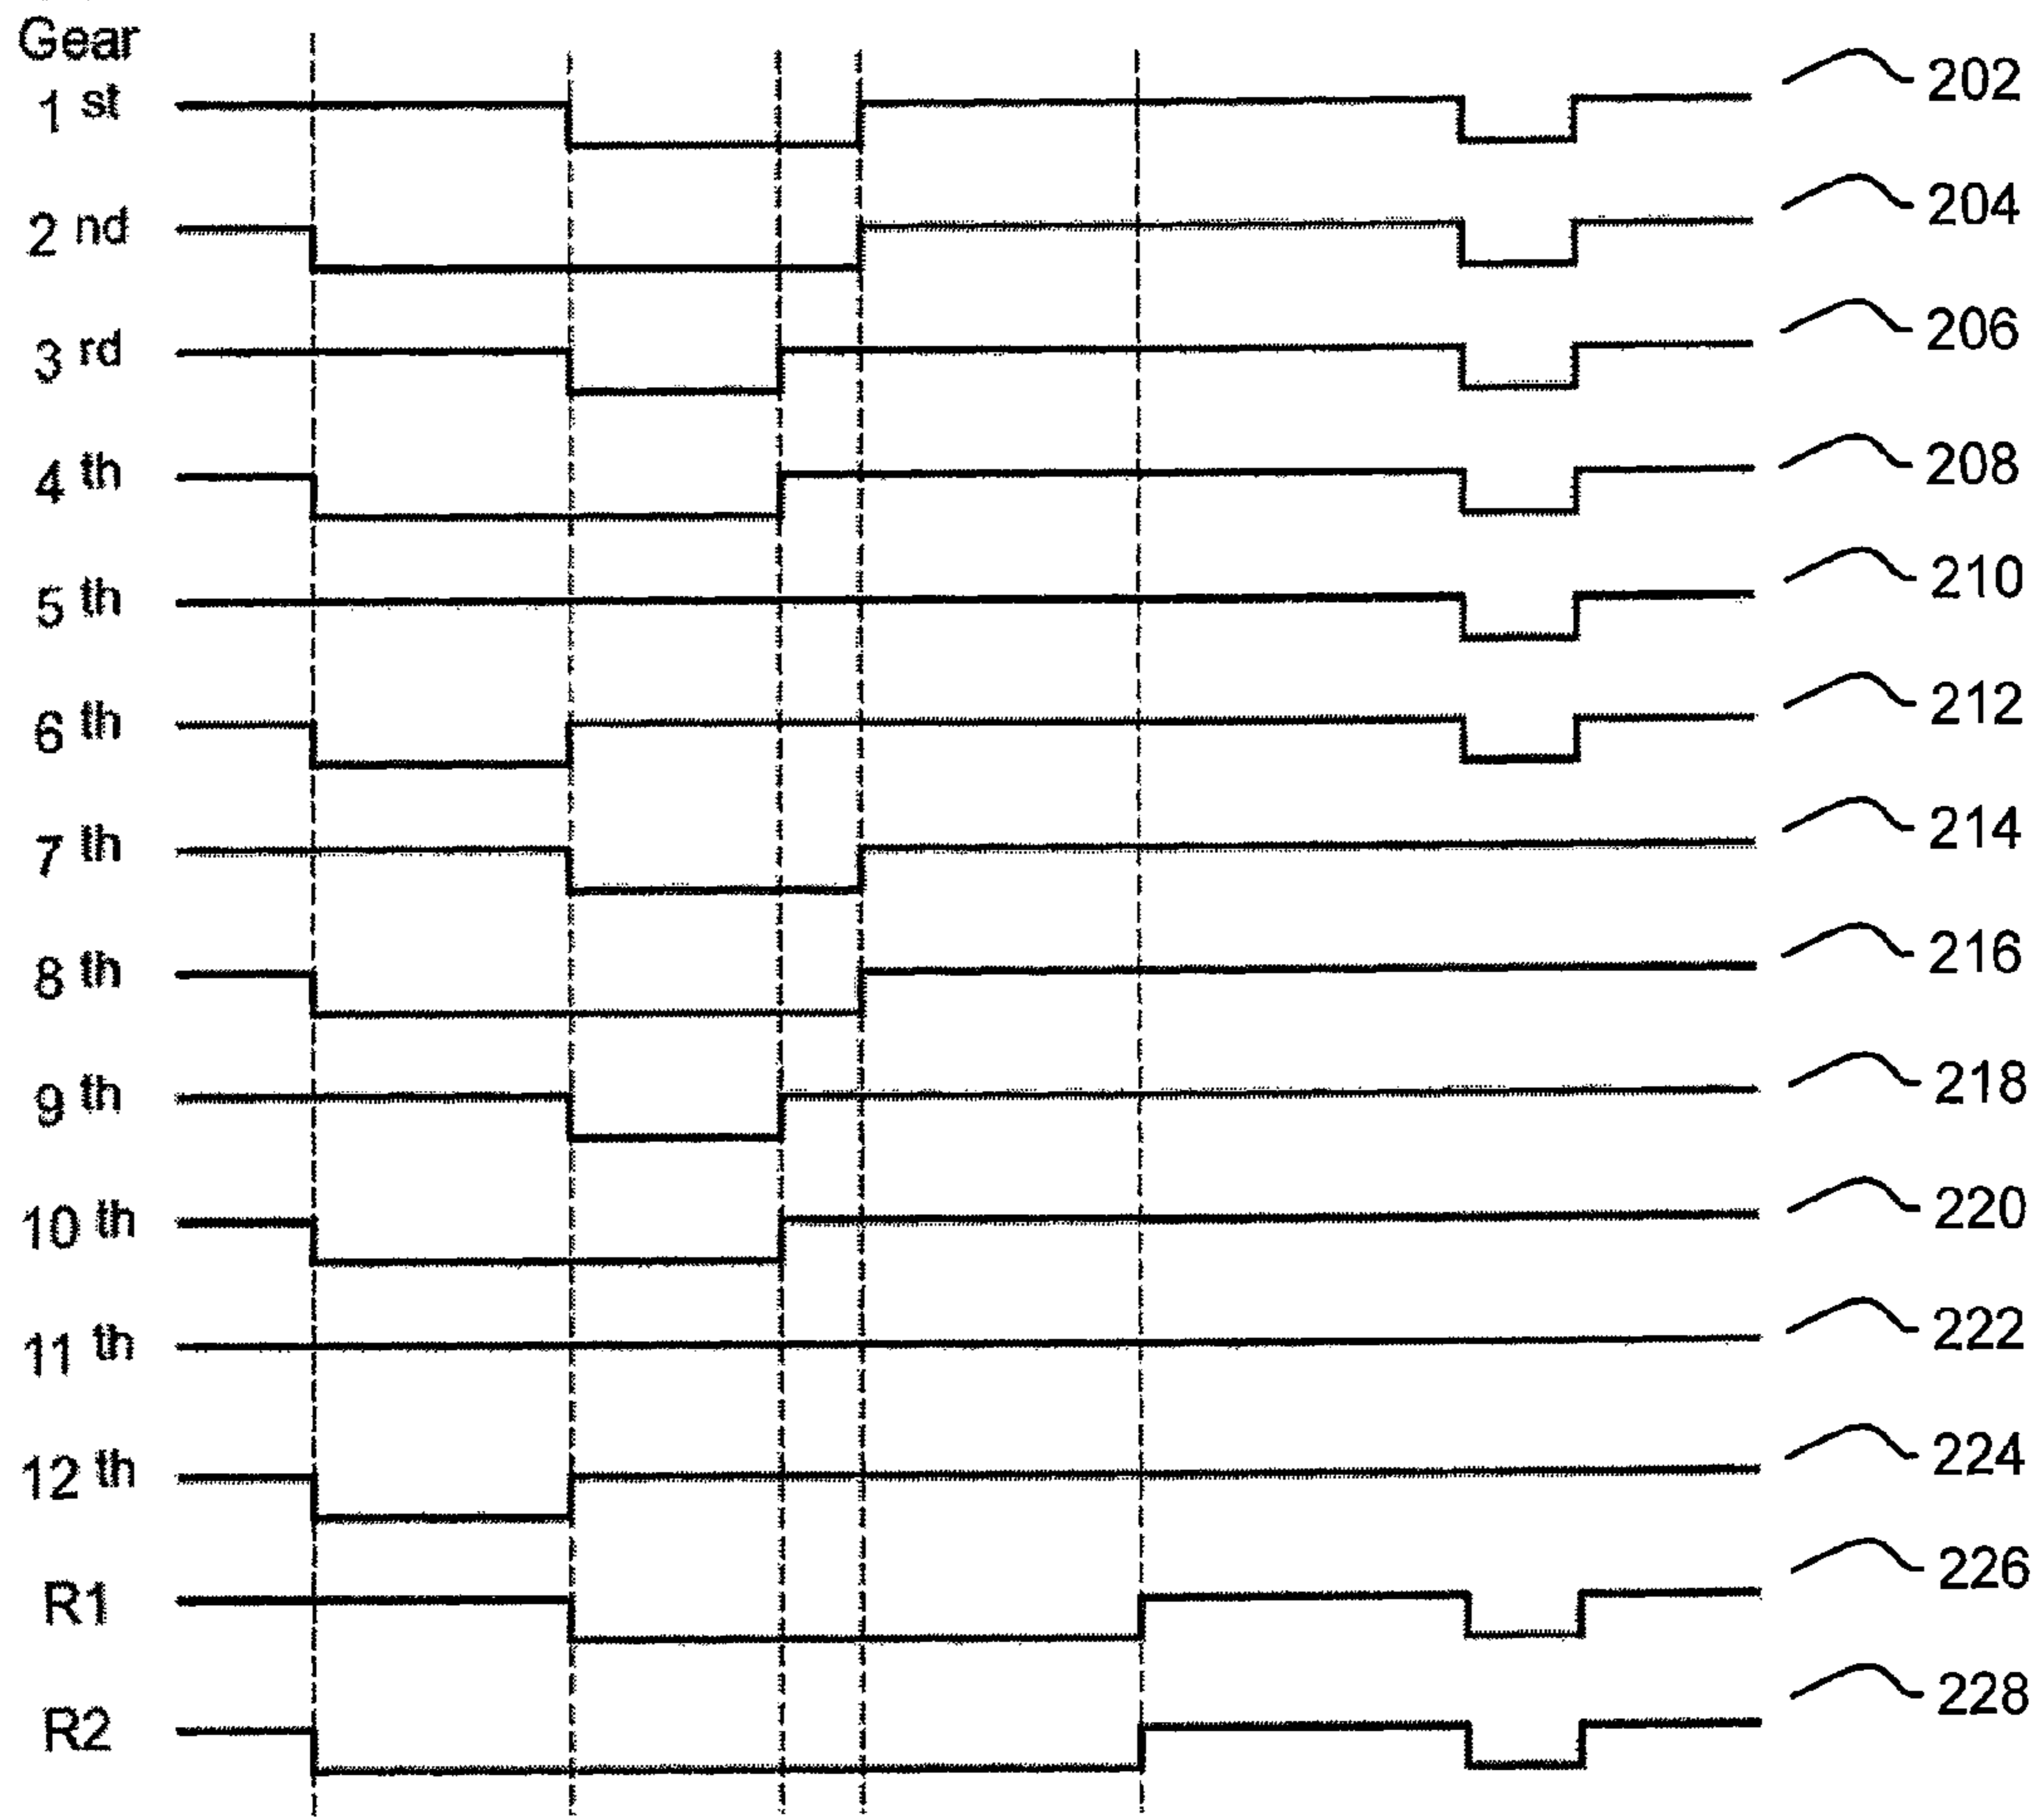 Gear
1 st 202
2 nd 204
3 rd 206
4 th 208
5 th 210
6 th 212
7 th 214
8 th 216
9 th 218
10 th 220
11 th 222
12 th 224
R1 226
R2 228